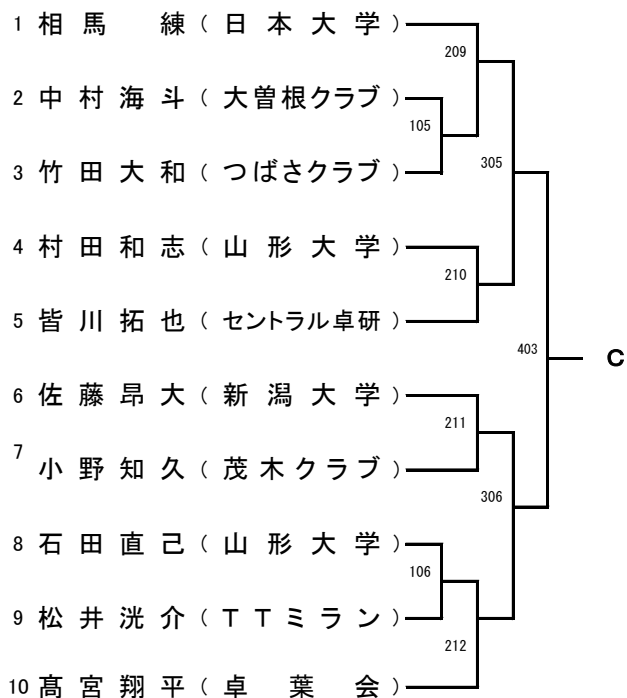 1 相馬 練 ( 日本大学 )
209
2 中村海斗 ( 大曽根クラブ )
105
3 竹田大和 ( つばさクラブ )
305
4 村田和志 ( 山形大学 )
210
5 皆川拓也 ( セントラル卓研 )
403 C
6 佐藤昂大 ( 新潟大学 )
211
7 小野知久 ( 茂木クラブ )
306
8 石田直己 ( 山形大学 )
106
9 松井洸介 ( TTミラン )
212
10 髙宮翔平 ( 卓葉会 )